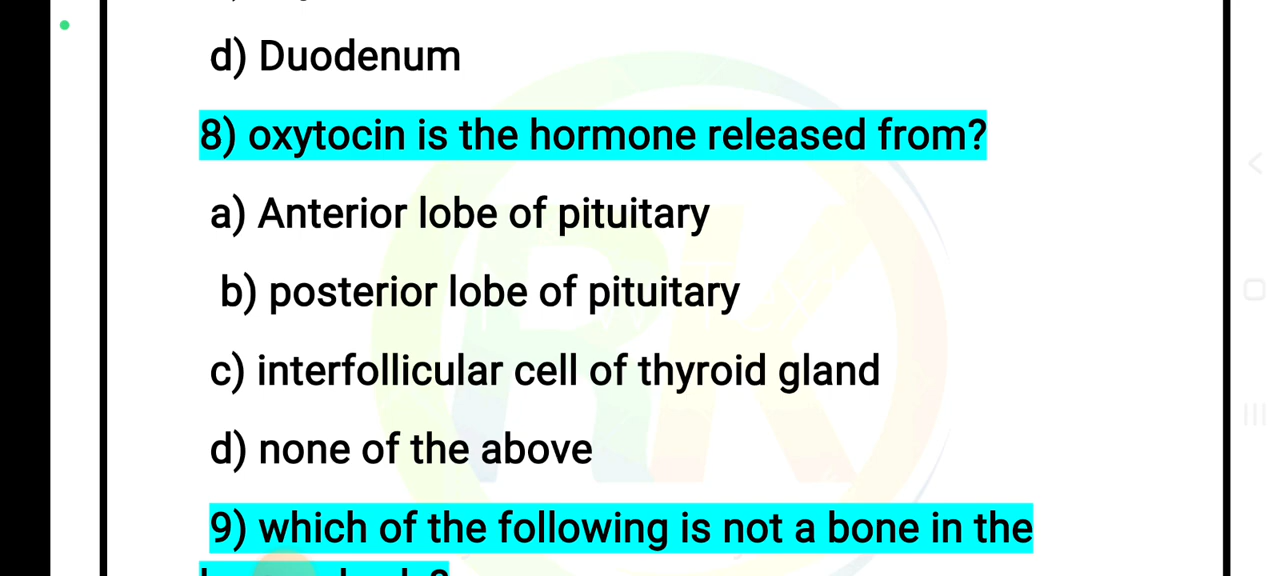 d) Duodenum
8) oxytocin is the hormone released from?
a) Anterior lobe of pituitary
b) posterior lobe of pituitary
c) interfollicular cell of thyroid gland
d) none of the above
9) which of the following is not a bone in the